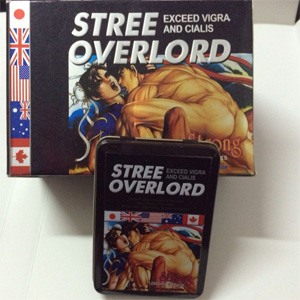 STREE
OVERLORD
EXCEED VIGRA
AND CIALIS
STREE
OVERLORD
EXCEED VIGRA
AND CIALIS